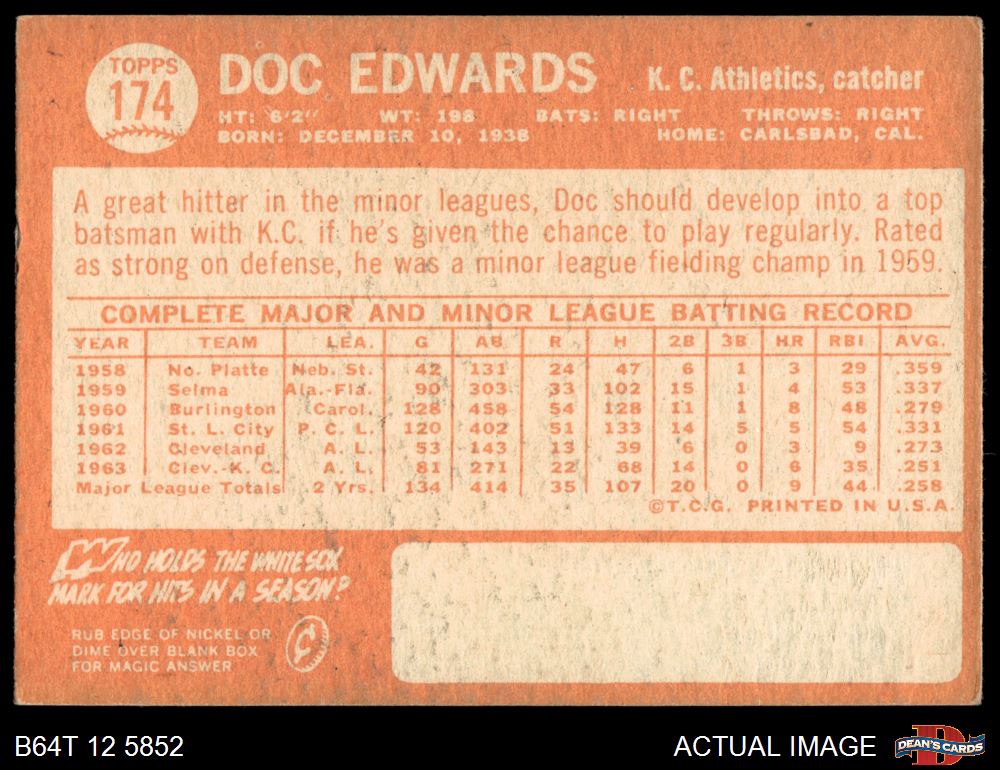 TOPPS
174
DOC EDWARDS K. C. Athletics, catcher
HT: 6'2" WT: 198 BATS: RIGHT THROWS: RIGHT
BORN: DECEMBER 10, 1938 HOME: CARLSBAD, CAL.
A great hitter in the minor leagues, Doc should develop into a top
batsman with K.C. if he's given the chance to play regularly. Rated
as strong on defense, he was a minor league fielding champ in 1959.
COMPLETE MAJOR AND MINOR LEAGUE BATTING RECORD
YEAR TEAM LEA. G AB R H 2B 3B HR RBI AVG.
1958 No. Platte Neb. St. 42 131 24 47 6 1 3 29 .359
1959 Selma Ala.-Fla. 90 303 33 102 15 1 4 53 .337
1960 Burlington Carol. 128 458 54 128 11 1 8 48 .279
1961 St. L. City P. C. L. 120 402 51 133 14 5 5 54 .331
1962 Cleveland A. L. 53 143 13 39 6 0 3 9 .273
1963 Clev.-K. C. A. L. 81 271 22 68 14 0 6 35 .251
Major League Totals 2 Yrs. 134 414 35 107 20 0 9 44 .258
©T.C.G. PRINTED IN U.S.A.
WHO HOLDS THE WHITE SOX
MARK FOR HITS IN A SEASON?
RUB EDGE OF NICKEL OR
DIME OVER BLANK BOX
FOR MAGIC ANSWER
B64T 12 5852 ACTUAL IMAGE
D
DEAN'S CARDS